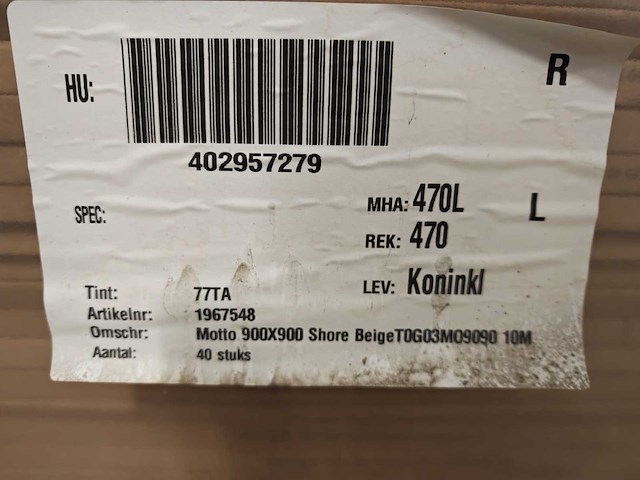 HU:
R
402957279
SPEC:
MHA: 470L
L
REK: 470
LEV: Koninkl
Tint: 77TA
Artikelnr: 1967548
Omschr: Motto 900X900 Shore BeigeT0G03MO9090 10M
Aantal: 40 stuks